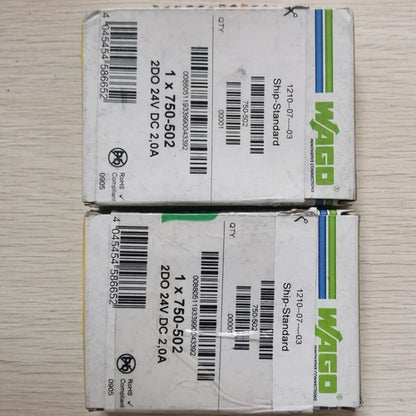 WAGO
INNOVATIVE CONNECTIONS
1210--07-----03
Ship-Standard
QTY:
750-502
00001
1 x 750-502
2DO 24V DC 2,0A
4 045454 586652
RoHS
Compliant
0905
WAGO
INNOVATIVE CONNECTIONS
1210--07-----03
Ship-Standard
QTY:
750-502
00001
1 x 750-502
2DO 24V DC 2,0A
4 045454 586652
RoHS
Compliant
0905